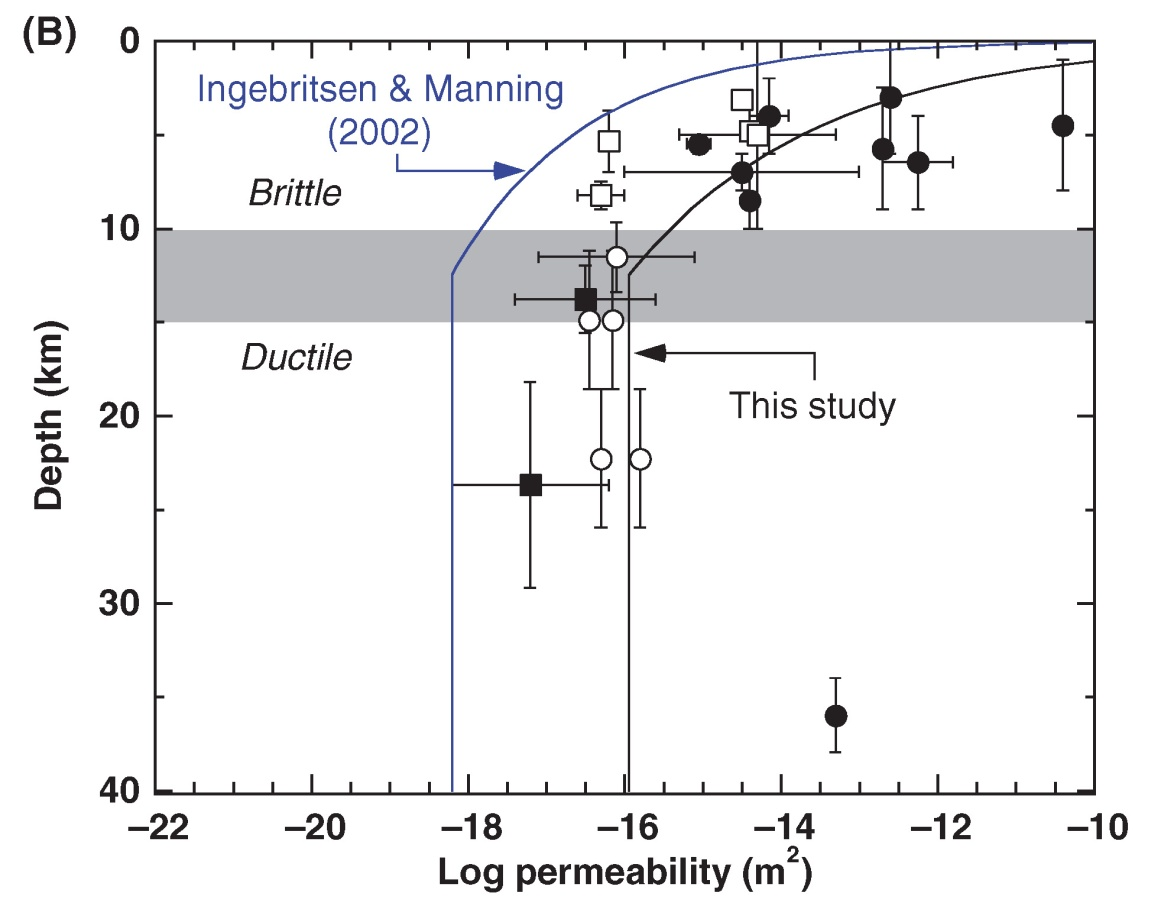 (B)
0
Ingebritsen & Manning
(2002)
Brittle
10
Ductile
This study
20
30
40
Depth (km)
–22 –20 –18 –16 –14 –12 –10
Log permeability (m²)